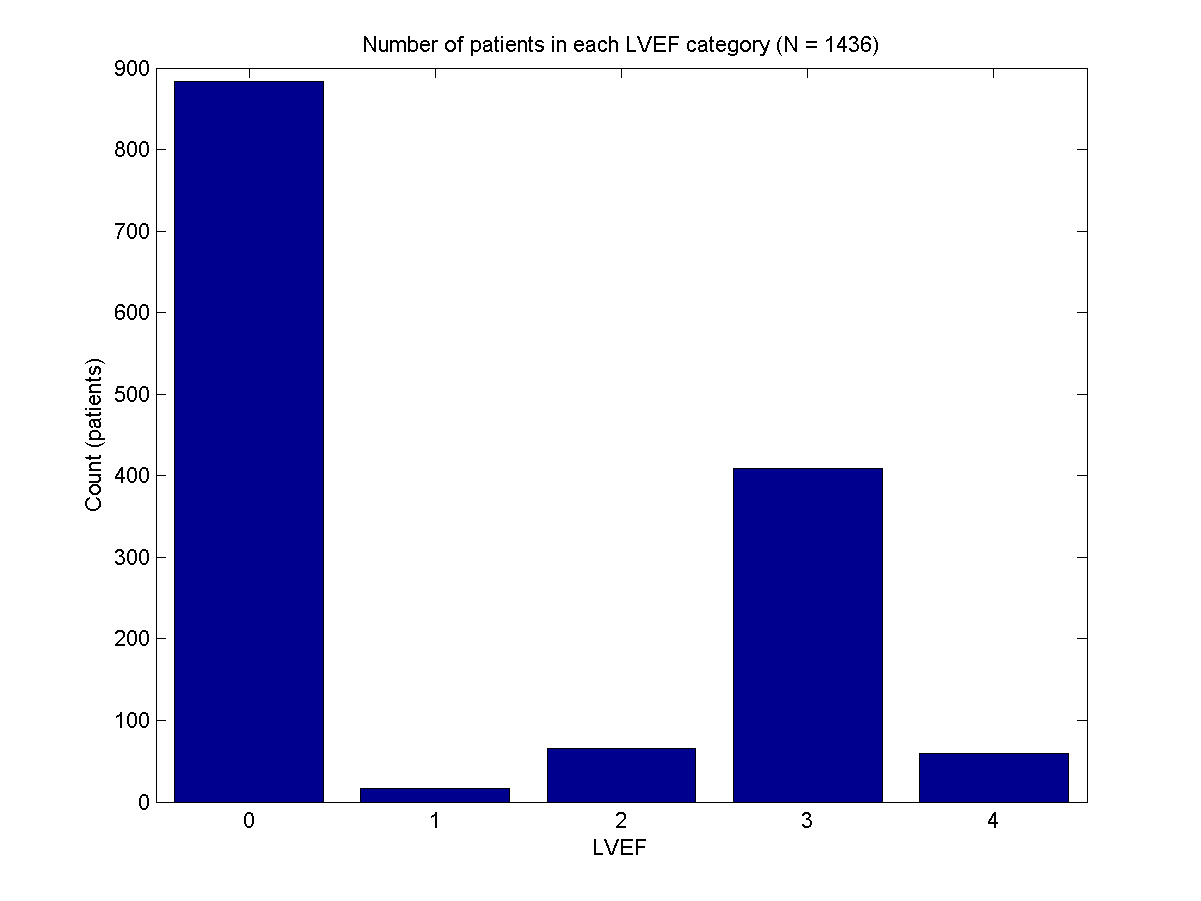 Number of patients in each LVEF category (N = 1436)
900
800
700
600
500
400
300
200
100
0
Count (patients)
0 1 2 3 4
LVEF